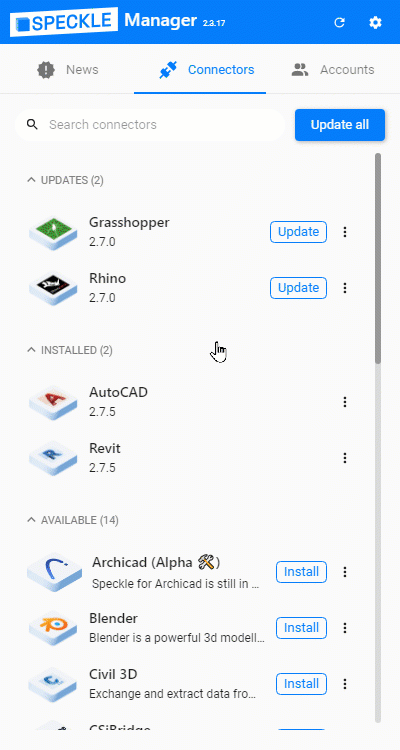 SPECKLE Manager 2.3.17
News Connectors Accounts
Search connectors Update all
UPDATES (2)
Grasshopper
2.7.0
Update
Rhino
2.7.0
Update
INSTALLED (2)
AutoCAD
2.7.5
Revit
2.7.5
AVAILABLE (14)
Archicad (Alpha 🛠)
Speckle for Archicad is still in ...
Install
Blender
Blender is a powerful 3d modell...
Install
Civil 3D
Exchange and extract data fro...
Install
CSiBridge